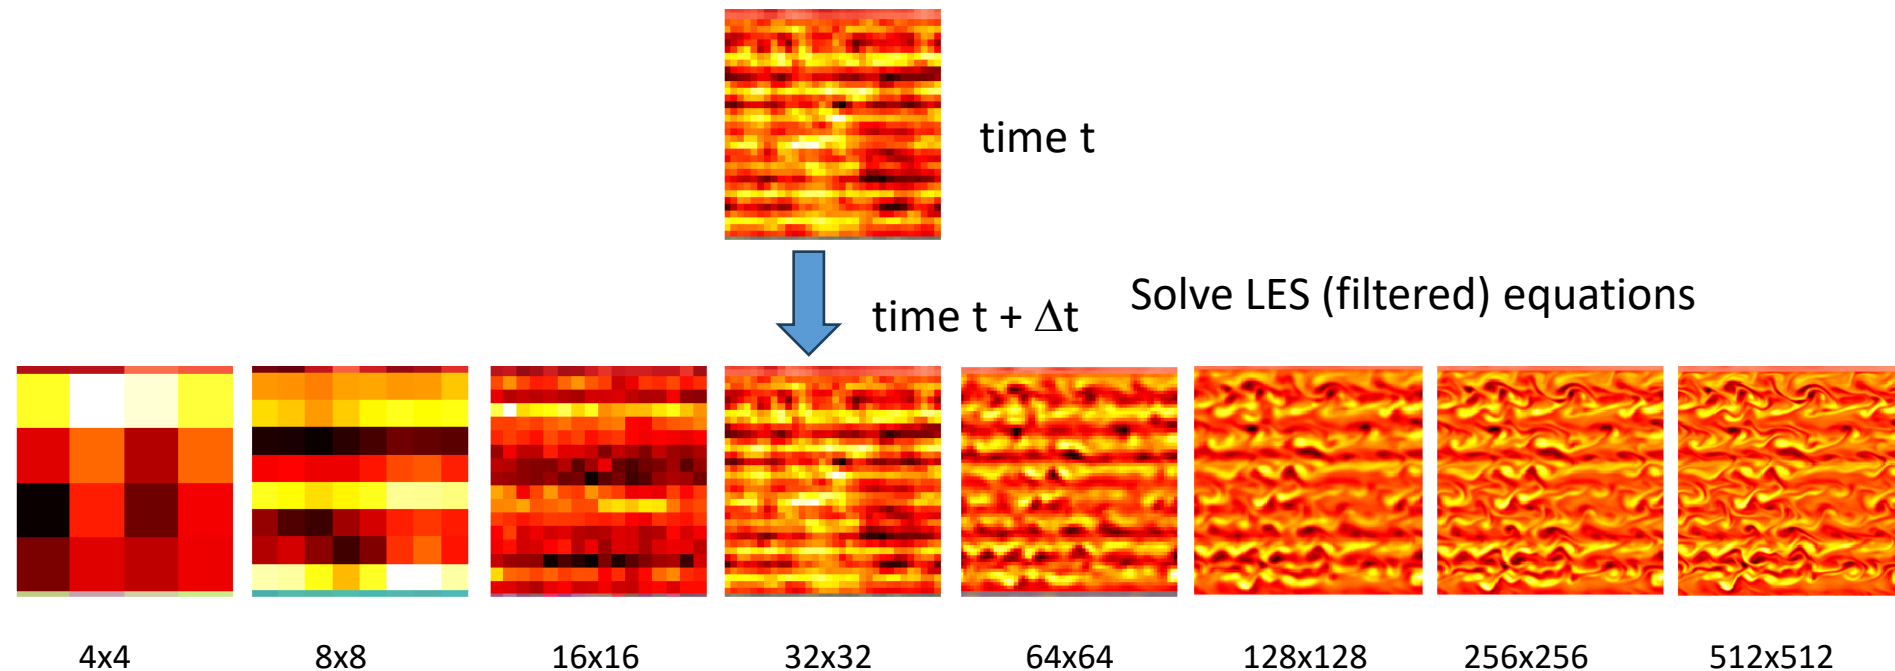 time t
Solve LES (filtered) equations
time t + Δt
4x4
8x8
16x16
32x32
64x64
128x128
256x256
512x512